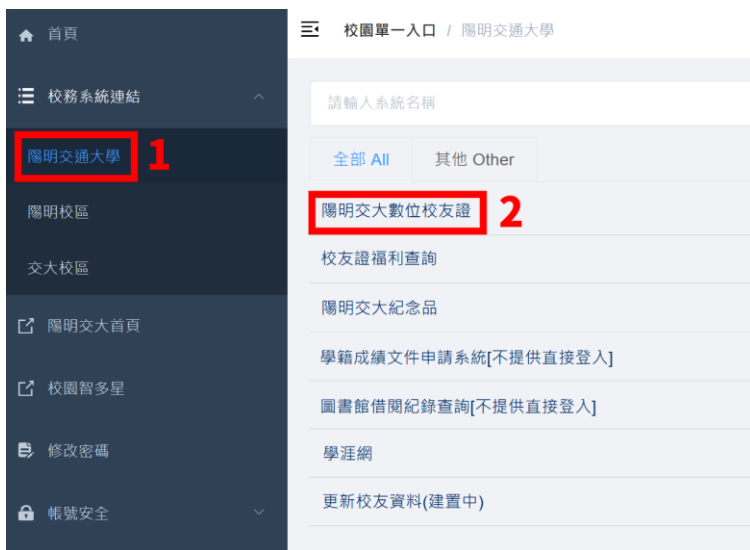 首頁
校務系統連結
陽明交通大學 1
陽明校區
交大校區
陽明交大首頁
校園智多星
修改密碼
帳號安全
校園單一入口 / 陽明交通大學
請輸入系統名稱
全部 All 其他 Other
陽明交大數位校友證 2
校友證福利查詢
陽明交大紀念品
學籍成績文件申請系統[不提供直接登入]
圖書館借閱紀錄查詢[不提供直接登入]
學涯網
更新校友資料(建置中)